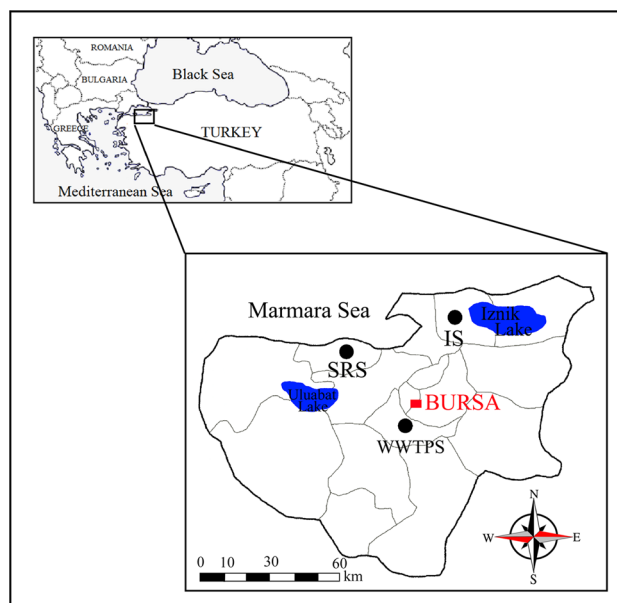 ROMANIA
Black Sea
BULGARIA
GREECE
TURKEY
Mediterranean Sea
Marmara Sea
Iznik
Lake
IS
SRS
Uluabat
Lake
BURSA
WWTPS
N
W E
S
0 10 30 60
km